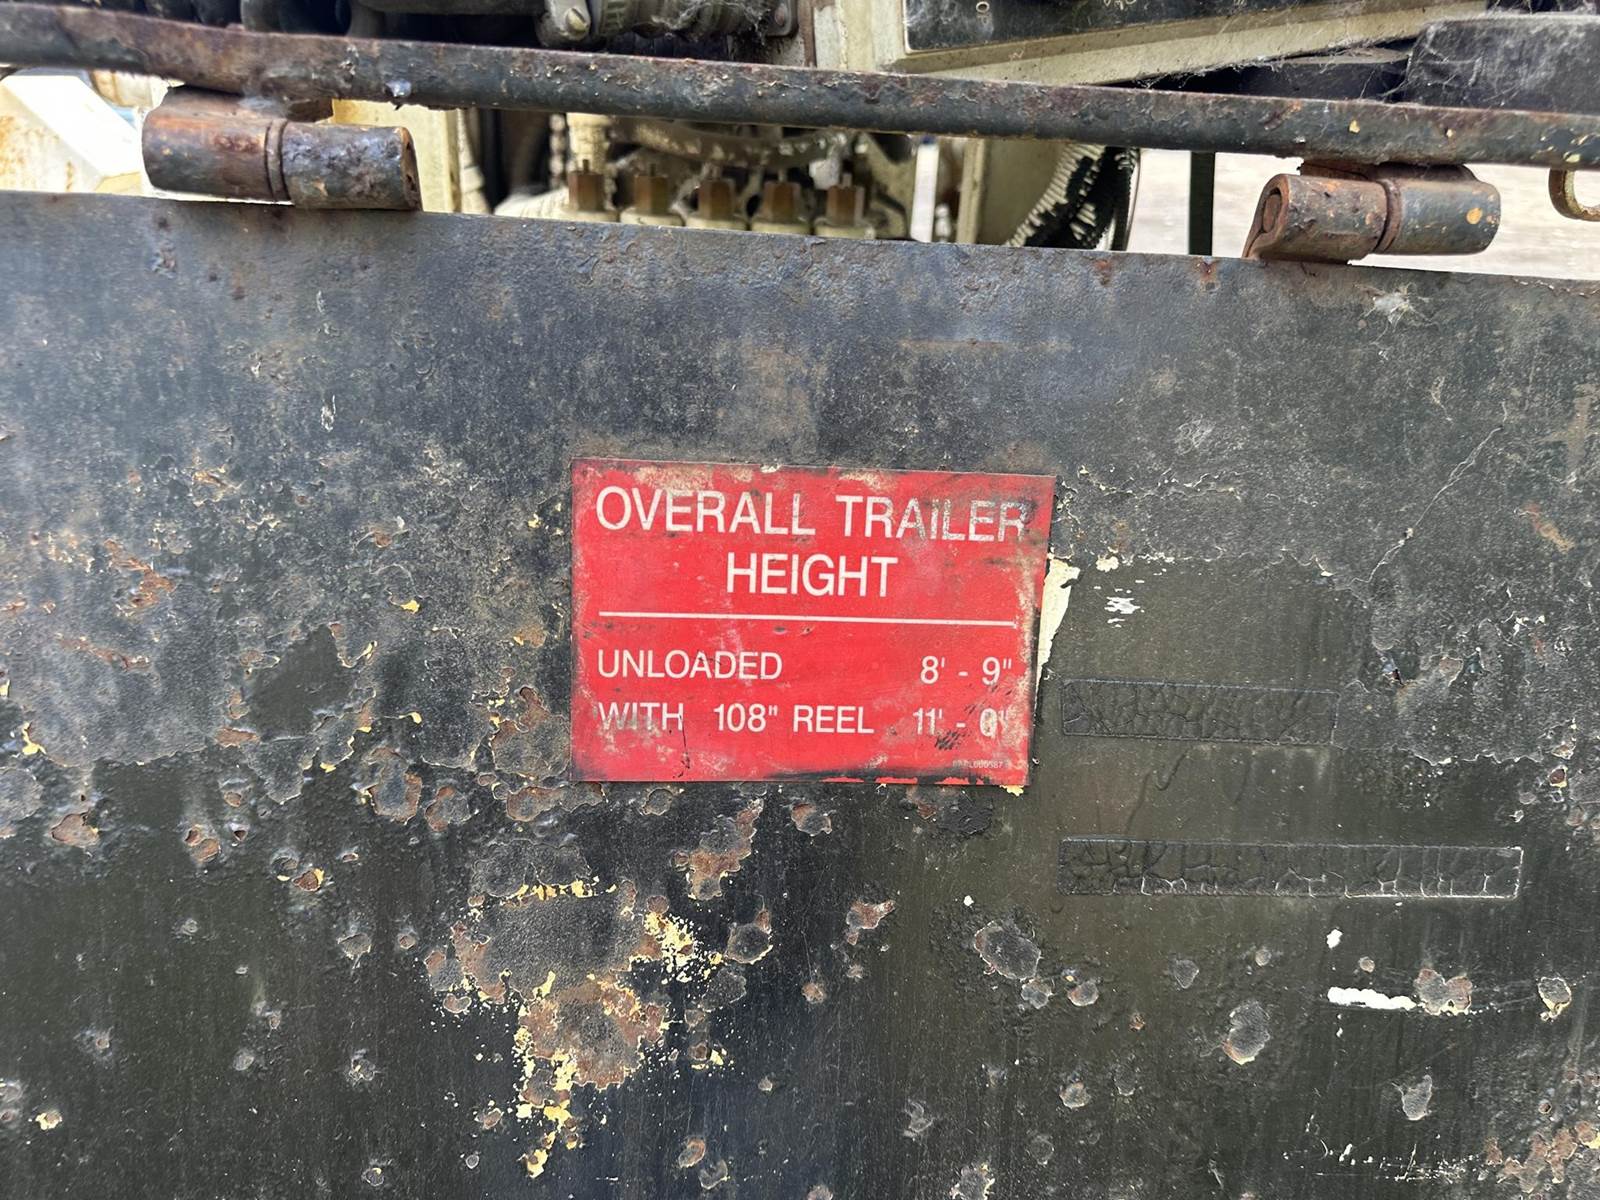 OVERALL TRAILER
HEIGHT
UNLOADED 8' - 9"
WITH 108" REEL 11' - 0"